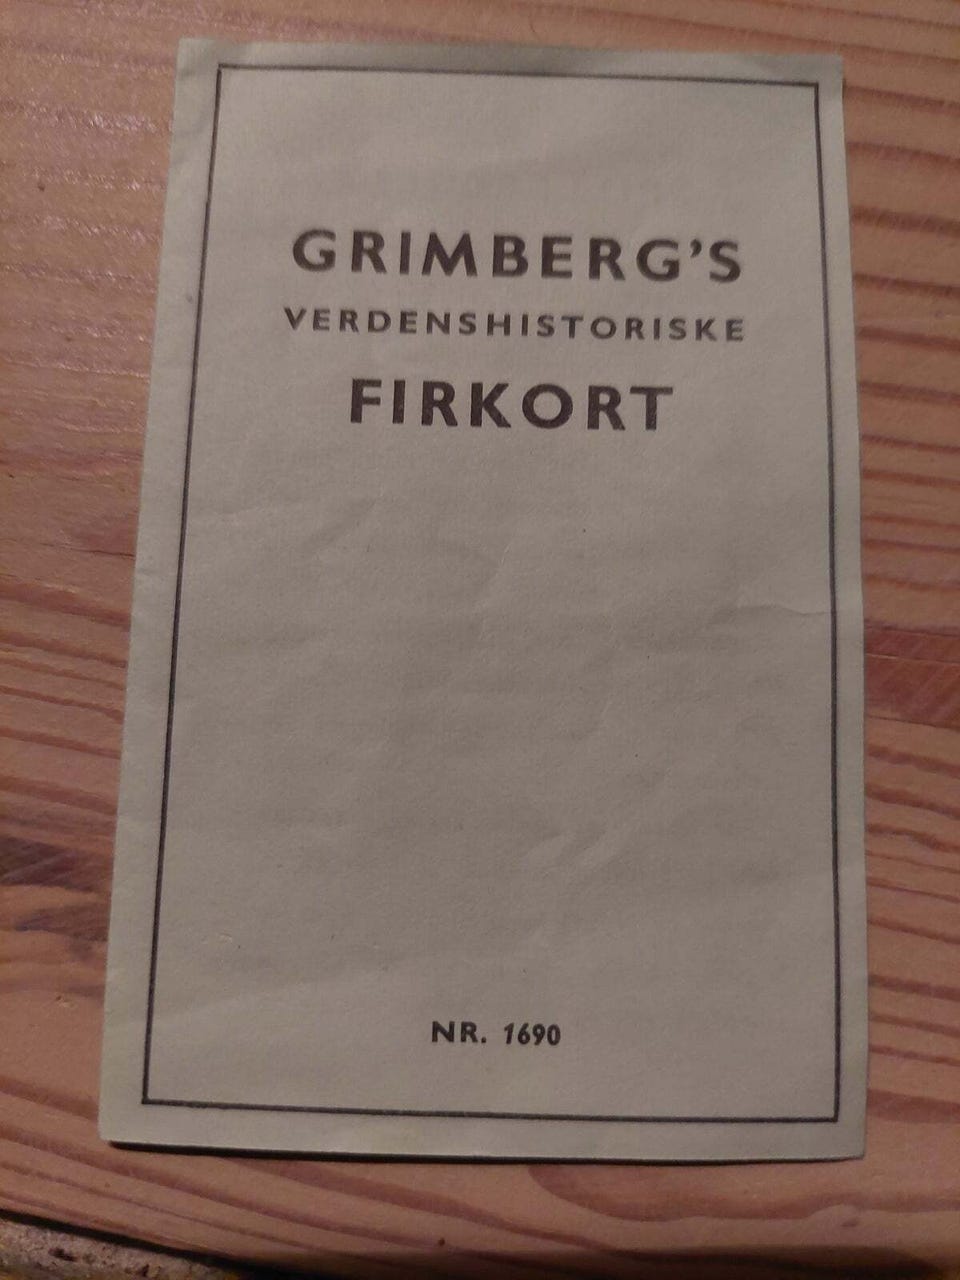 GRIMBERG'S
VERDENSHISTORISKE
FIRKORT
NR. 1690